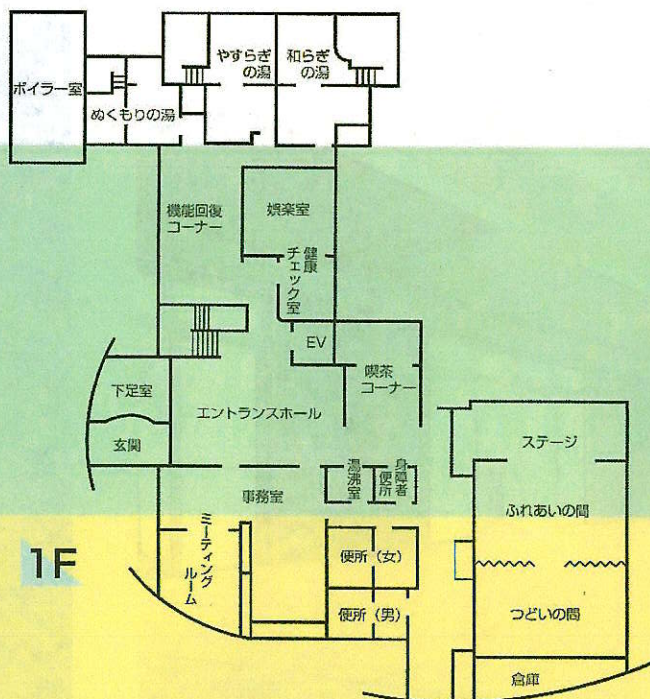 ボイラー室
ぬくもりの湯
やすらぎ
の湯
和らぎ
の湯
機能回復
コーナー
娯楽室
健康
チェック室
EV
喫茶
コーナー
下足室
玄関
エントランスホール
事務室
湯沸室
身障者
便所
ステージ
ふれあいの間
1F
ミーティング
ルーム
便所(女)
便所(男)
つどいの間
倉庫